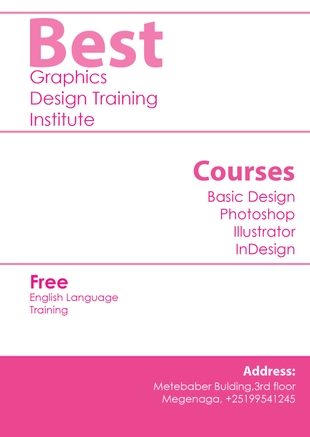 Best
Graphics
Design Training
Institute
Courses
Basic Design
Photoshop
Illustrator
InDesign
Free
English Language
Training
Address:
Metebaber Bulding,3rd floor
Megenaga. +25199541245